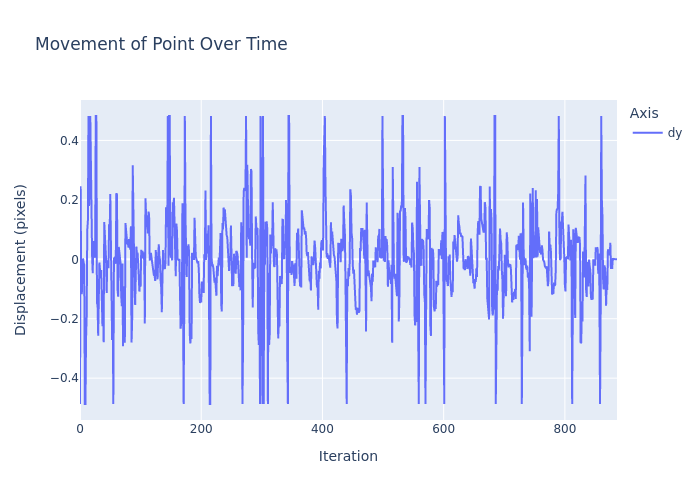 Movement of Point Over Time
Axis
dy
0.4
0.2
0
−0.2
−0.4
0
200
400
600
800
Displacement (pixels)
Iteration